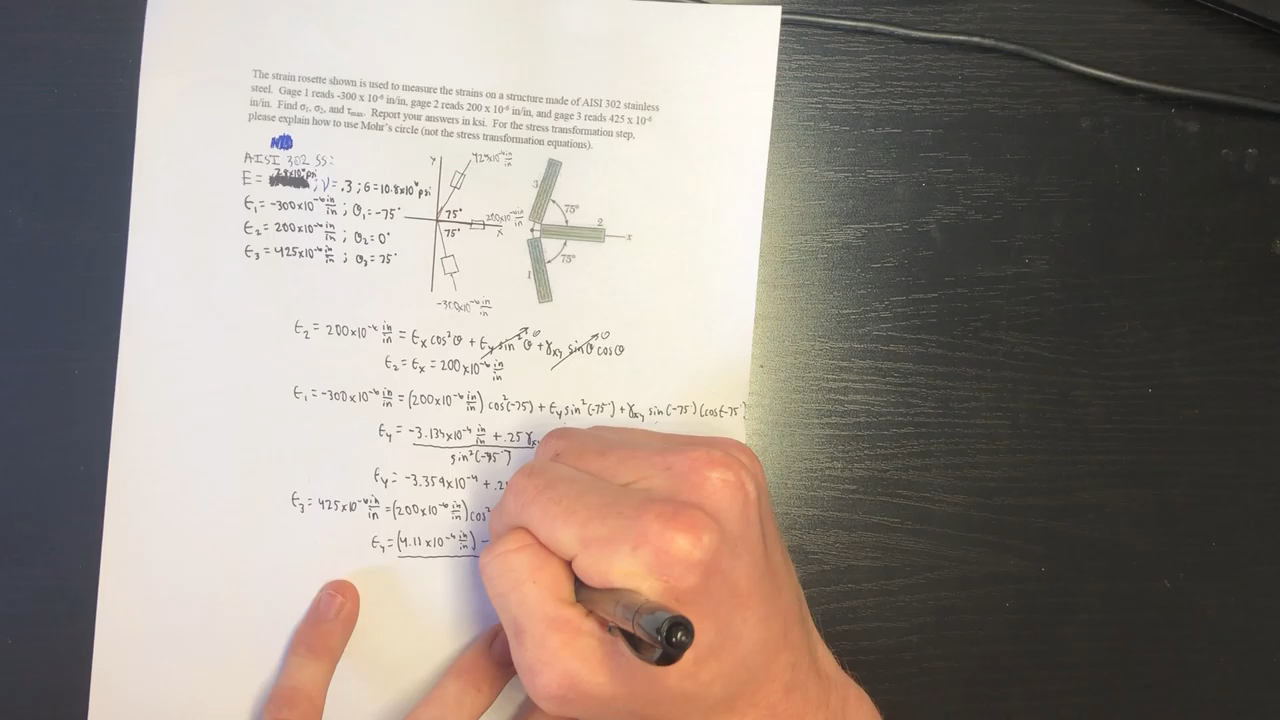 The strain rosette shown is used to measure the strains on a structure made of AISI 302 stainless
steel. Gage 1 reads -300 x 10⁻⁶ in/in, gage 2 reads 200 x 10⁻⁶ in/in, and gage 3 reads 425 x 10⁻⁶
in/in. Find σ₁, σ₂, and τmax. Report your answers in ksi. For the stress transformation step,
please explain how to use Mohr's circle (not the stress transformation equations).
AISI 302 SS:
E = ; ν = .3 ; G = 10.8x10⁶ psi
ε₁ = -300x10⁻⁶ in/in ; θ₁ = -75°
ε₂ = 200x10⁻⁶ in/in ; θ₂ = 0°
ε₃ = 425x10⁻⁶ in/in ; θ₃ = 75°
y
425x10⁻⁶ in/in
75°
200x10⁻⁶ in/in
x
75°
-300x10⁻⁶ in/in
3
75°
2
x
75°
1
ε₂ = 200x10⁻⁶ in/in = εx cos²θ + εy sin²θ + γxy sinθ cosθ
0
0
ε₂ = εx = 200x10⁻⁶ in/in
ε₁ = -300x10⁻⁶ in/in = (200x10⁻⁶ in/in) cos²(-75) + εy sin²(-75°) + γxy sin(-75°) (cos(-75°)
εy = -3.134x10⁻⁴ in/in + .25 γxy
sin²(-75°)
εy = -3.354x10⁻⁴ +
ε₃ = 425x10⁻⁶ in/in = (200x10⁻⁶ in/in) cos²
εy = (4.11x10⁻⁴ in/in) -